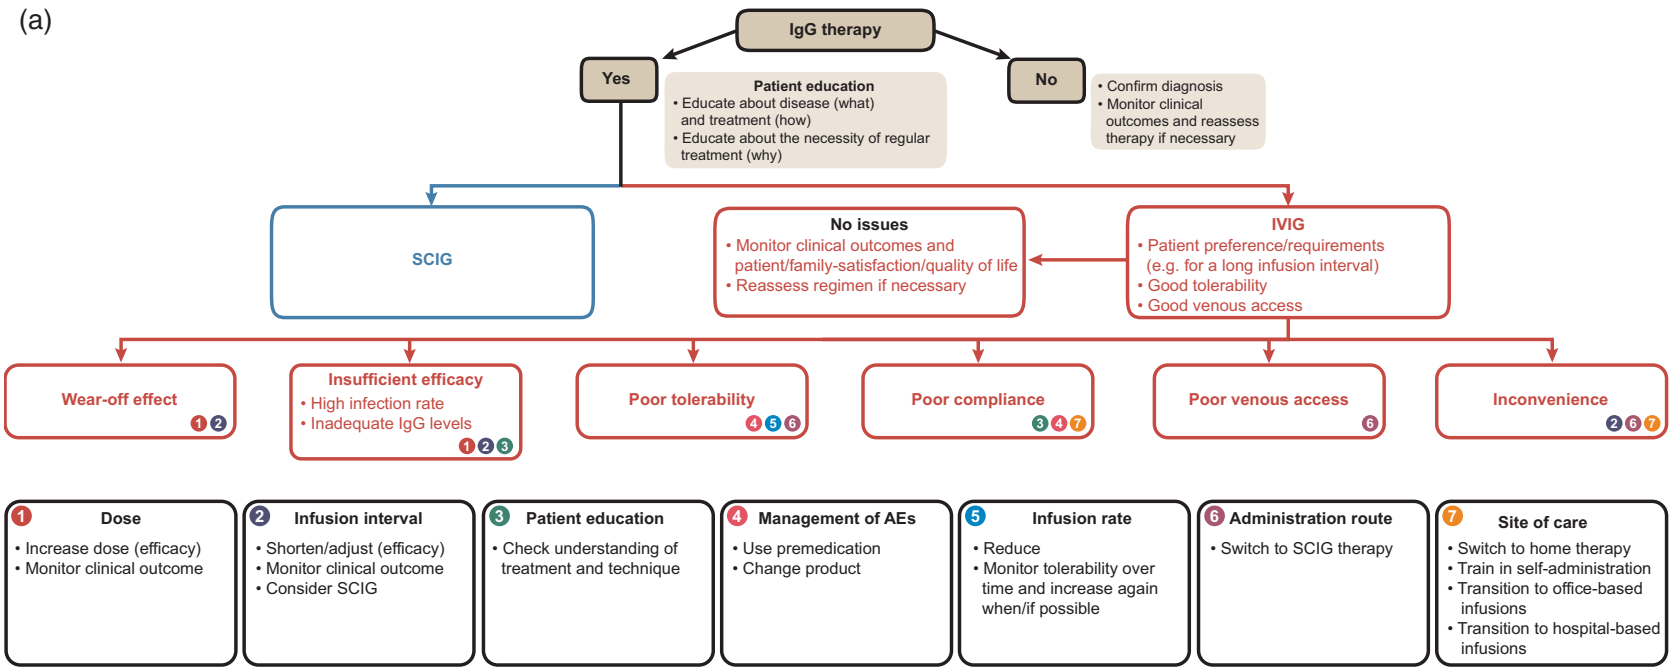 (a)
IgG therapy
Yes
No
Patient education
• Educate about disease (what)
and treatment (how)
• Educate about the necessity of regular
treatment (why)
• Confirm diagnosis
• Monitor clinical
outcomes and reassess
therapy if necessary
SCIG
No issues
• Monitor clinical outcomes and
patient/family-satisfaction/quality of life
• Reassess regimen if necessary
IVIG
• Patient preference/requirements
(e.g. for a long infusion interval)
• Good tolerability
• Good venous access
Wear-off effect
1 2
Insufficient efficacy
• High infection rate
• Inadequate IgG levels
1 2 3
Poor tolerability
4 5 6
Poor compliance
3 4 7
Poor venous access
6
Inconvenience
2 6 7
1 Dose
• Increase dose (efficacy)
• Monitor clinical outcome
2 Infusion interval
• Shorten/adjust (efficacy)
• Monitor clinical outcome
• Consider SCIG
3 Patient education
• Check understanding of
treatment and technique
4 Management of AEs
• Use premedication
• Change product
5 Infusion rate
• Reduce
• Monitor tolerability over
time and increase again
when/if possible
6 Administration route
• Switch to SCIG therapy
7 Site of care
• Switch to home therapy
• Train in self-administration
• Transition to office-based
infusions
• Transition to hospital-based
infusions